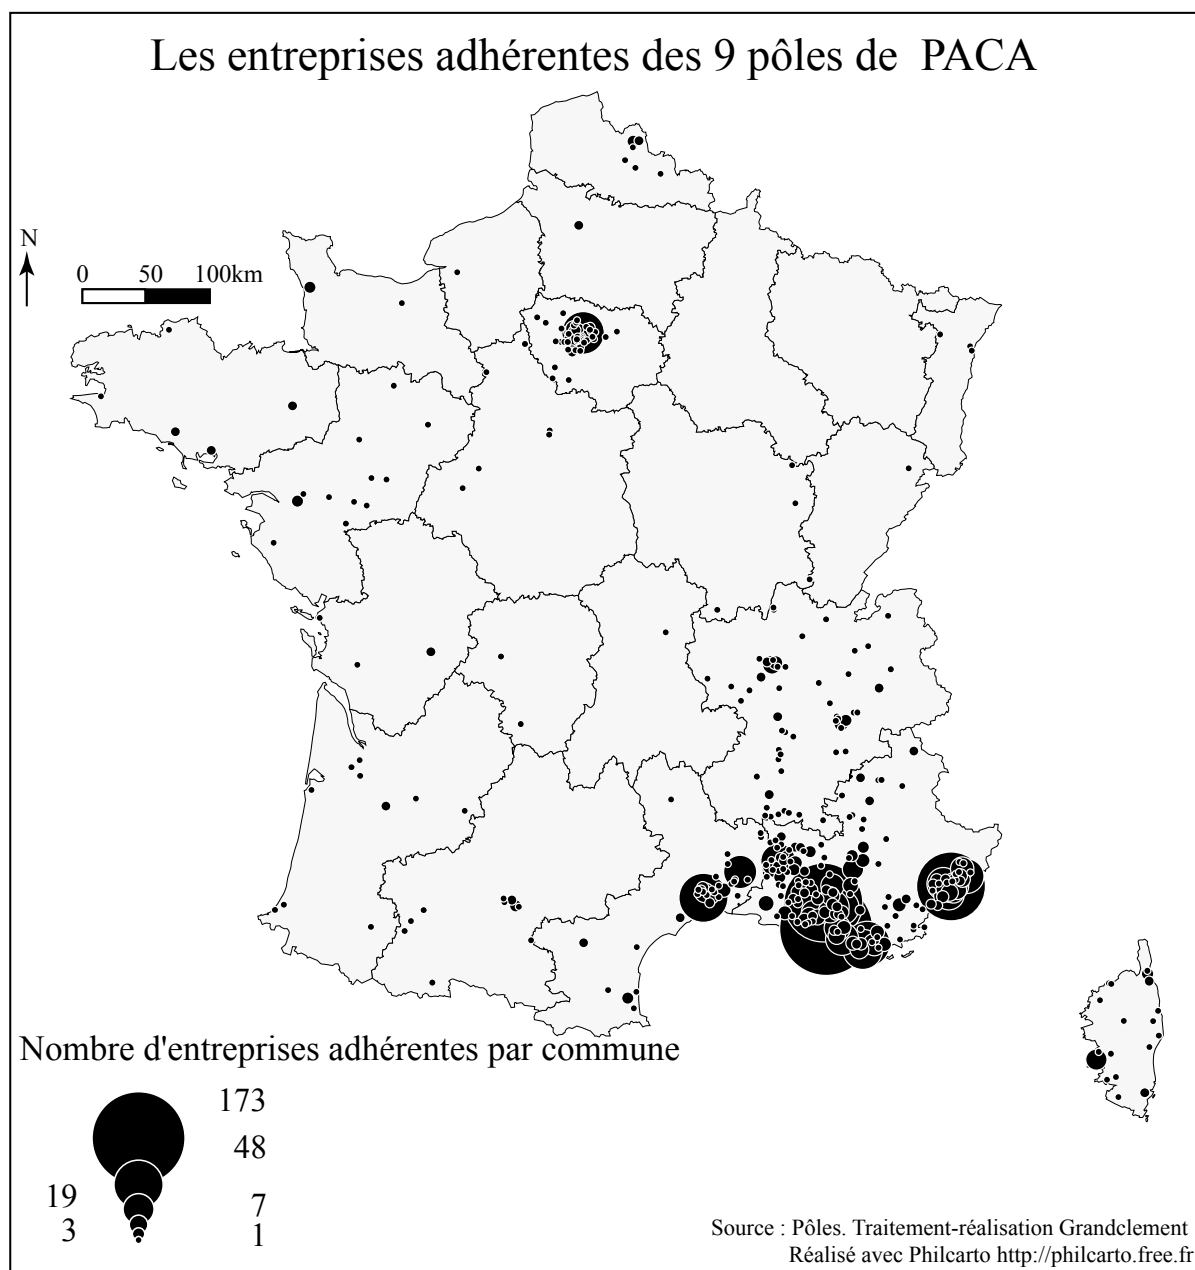 Les entreprises adhérentes des 9 pôles de PACA
N
0 50 100km
Nombre d'entreprises adhérentes par commune
173
48
19 7
3 1
Source : Pôles. Traitement-réalisation Grandclement
Réalisé avec Philcarto http://philcarto.free.fr